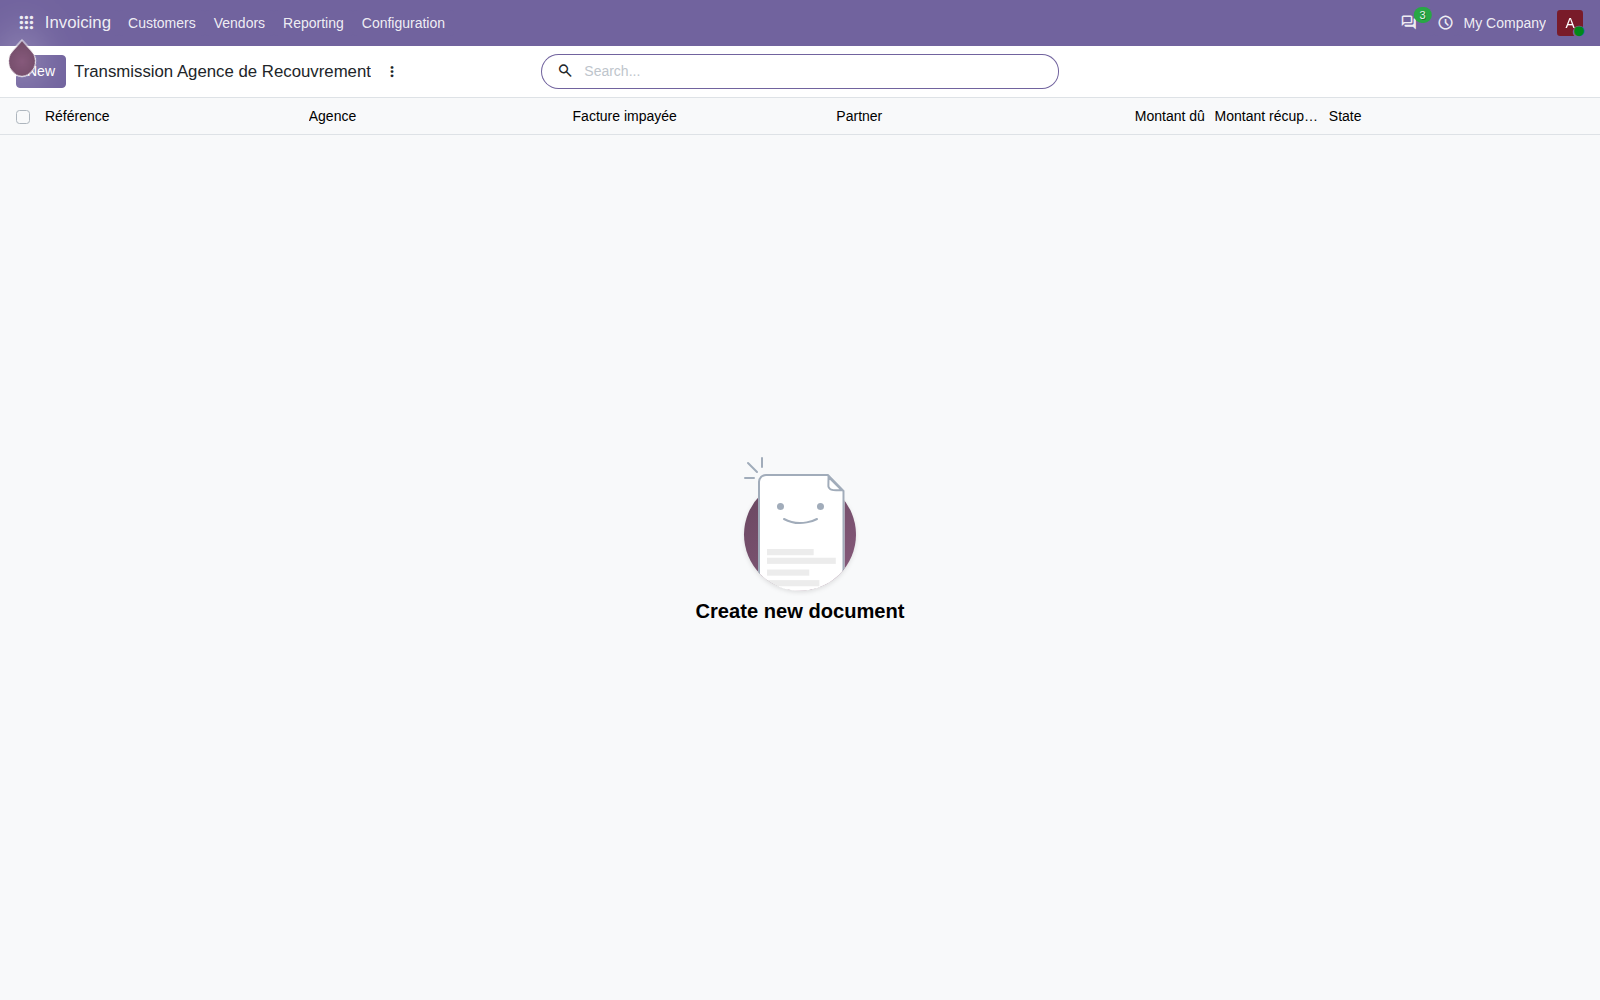 Invoicing Customers Vendors Reporting Configuration 3 My Company A
New Transmission Agence de Recouvrement Search...
Référence Agence Facture impayée Partner Montant dû Montant récup… State
Create new document